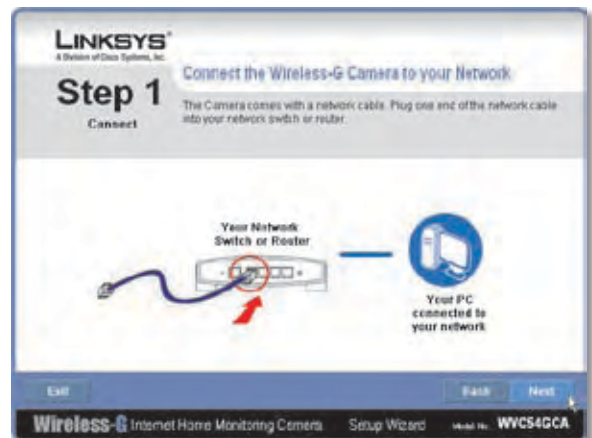 LINKSYS
A Division of Cisco Systems, Inc.
Step 1
Connect
Connect the Wireless-G Camera to your Network
The Camera comes with a network cable. Plug one end of the network cable
into your network switch or router.
Your Network
Switch or Router
Your PC
connected to
your network
Exit
Back
Next
Wireless-G Internet Home Monitoring Camera
Setup Wizard
Model No. WVC54GCA